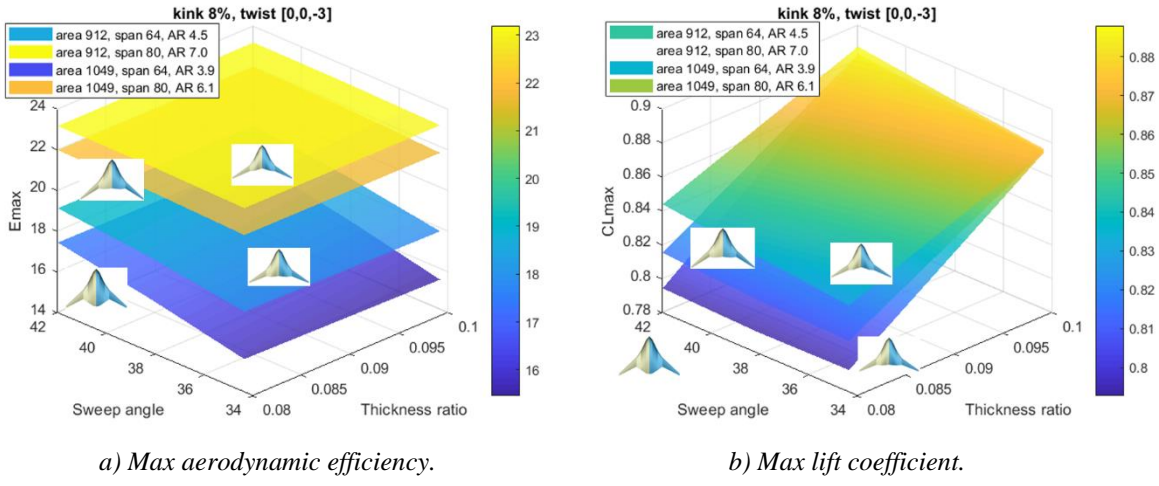 kink 8%, twist [0,0,-3]
area 912, span 64, AR 4.5
area 912, span 80, AR 7.0
area 1049, span 64, AR 3.9
area 1049, span 80, AR 6.1
Emax
24
22
20
18
16
14
42
40
38
36
34
Sweep angle
0.08
0.085
0.09
0.095
0.1
Thickness ratio
23
22
21
20
19
18
17
16
a) Max aerodynamic efficiency.
kink 8%, twist [0,0,-3]
area 912, span 64, AR 4.5
area 912, span 80, AR 7.0
area 1049, span 64, AR 3.9
area 1049, span 80, AR 6.1
CLmax
0.9
0.88
0.86
0.84
0.82
0.8
0.78
42
40
38
36
34
Sweep angle
0.08
0.085
0.09
0.095
0.1
Thickness ratio
0.88
0.87
0.86
0.85
0.84
0.83
0.82
0.81
0.8
b) Max lift coefficient.